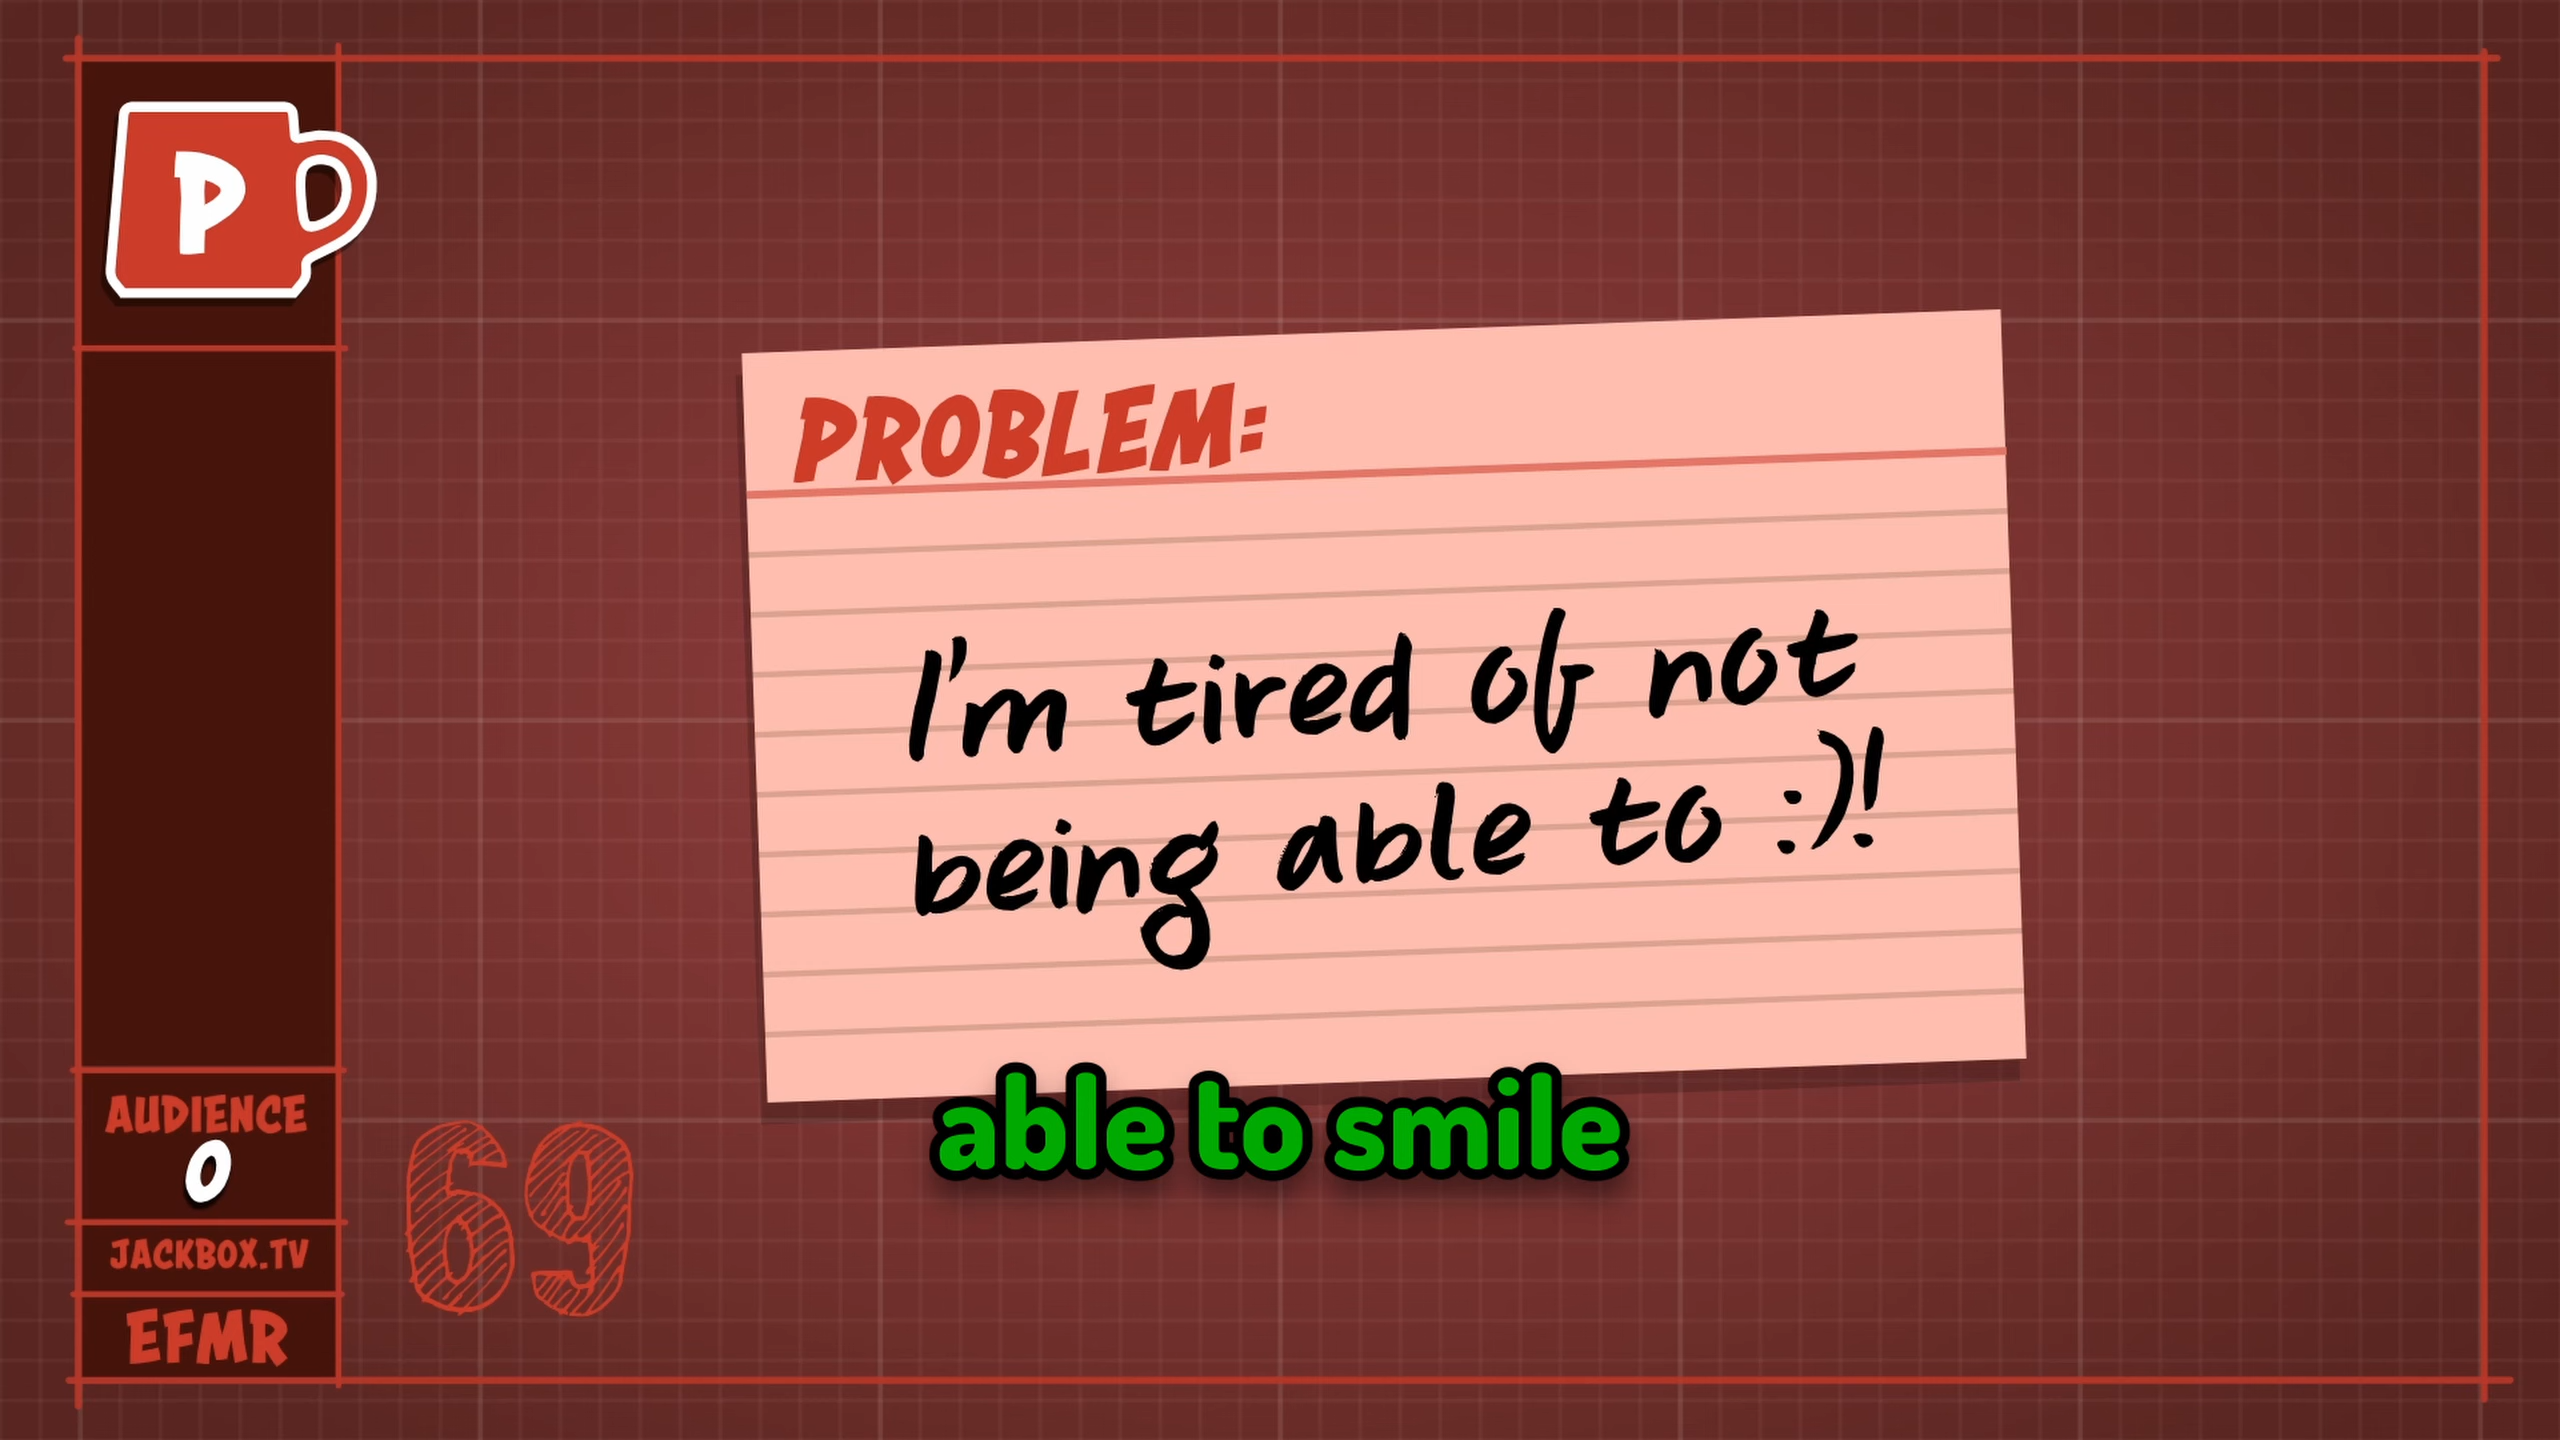 P
PROBLEM:
I'm tired of not
being able to :)!
able to smile
AUDIENCE
0
JACKBOX.TV
EFMR
69